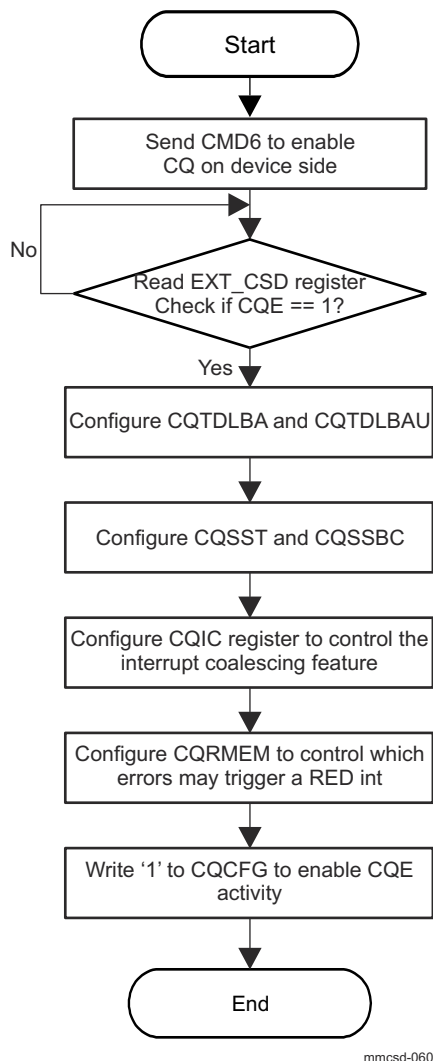 Start
Send CMD6 to enable
CQ on device side
No
Read EXT_CSD register
Check if CQE == 1?
Yes
Configure CQTDLBA and CQTDLBAU
Configure CQSST and CQSSBC
Configure CQIC register to control the
interrupt coalescing feature
Configure CQRMEM to control which
errors may trigger a RED int
Write ‘1’ to CQCFG to enable CQE
activity
End
mmcsd-060